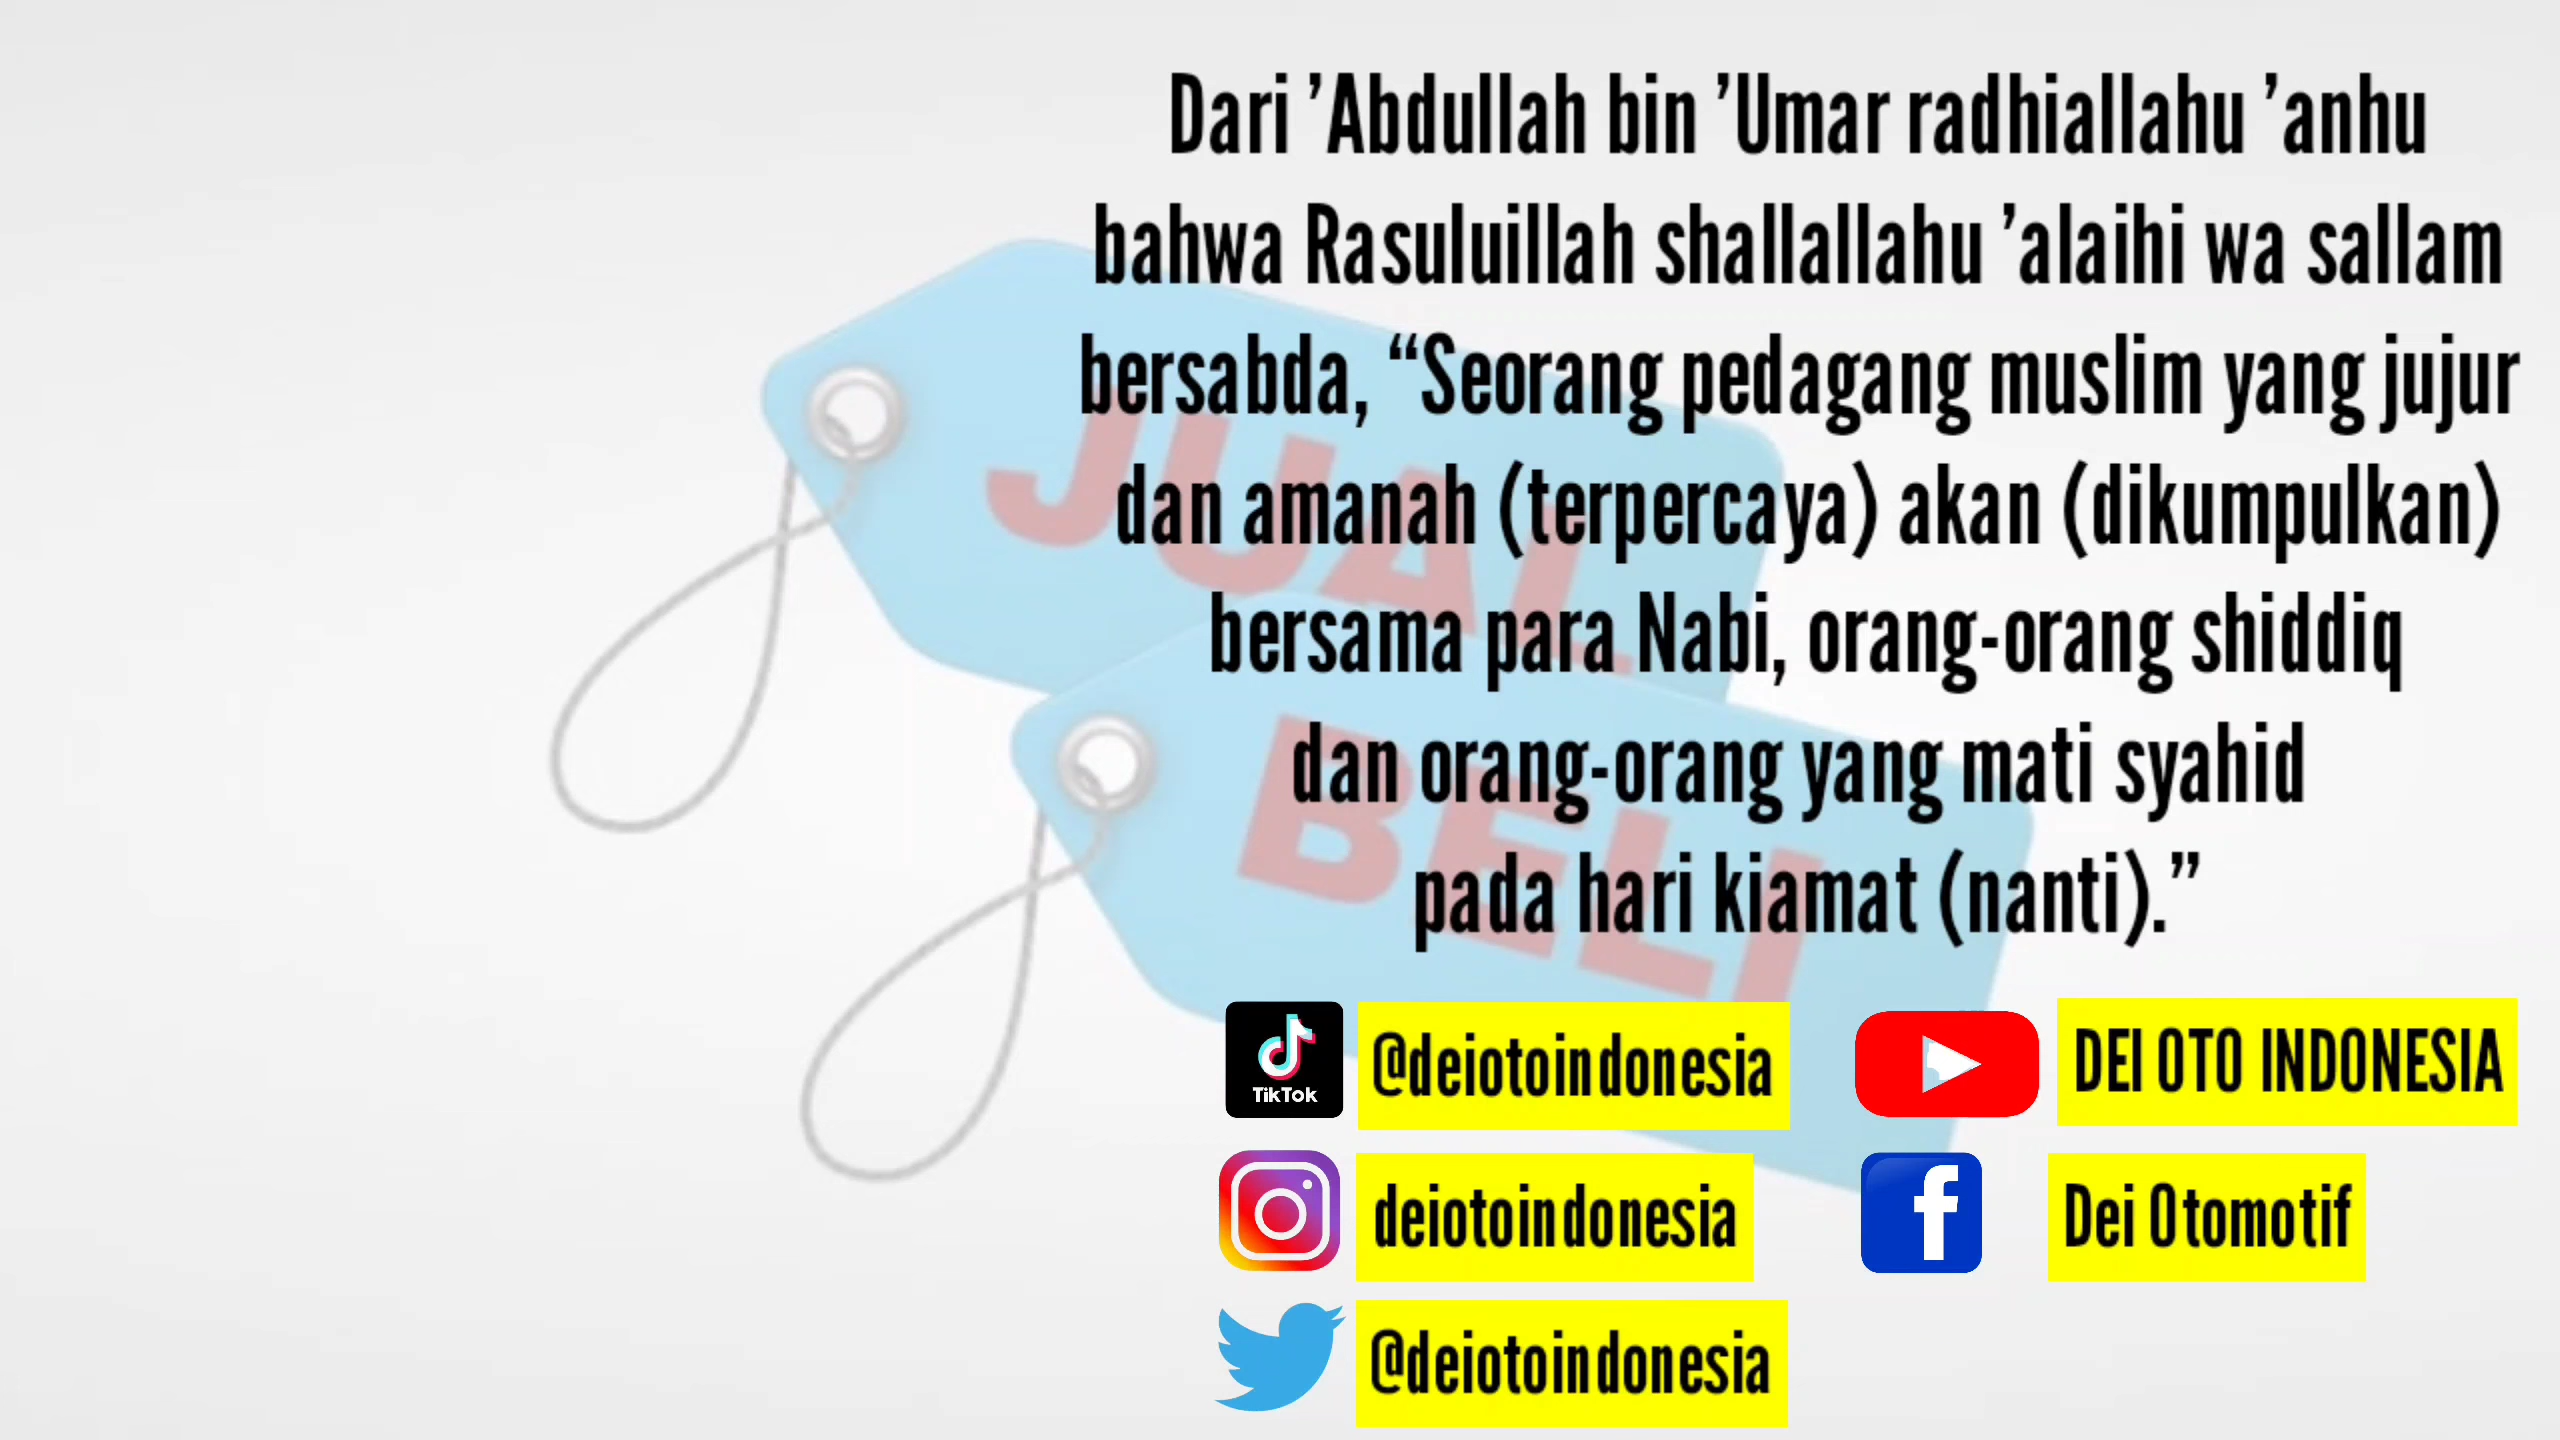 Dari ’Abdullah bin ’Umar radhiallahu ’anhu
bahwa Rasuluillah shallallahu ’alaihi wa sallam
bersabda, “Seorang pedagang muslim yang jujur
dan amanah (terpercaya) akan (dikumpulkan)
bersama para Nabi, orang-orang shiddiq
dan orang-orang yang mati syahid
pada hari kiamat (nanti).”
JUAL
BELI
TikTok
@deiotoindonesia
DEI OTO INDONESIA
deiotoindonesia
Dei Otomotif
@deiotoindonesia